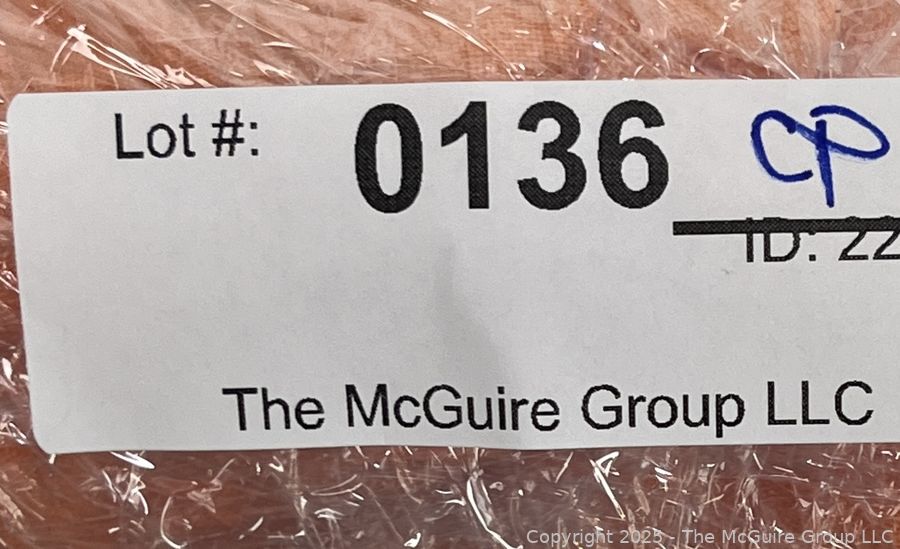 Lot #: 0136 CP
ID: 22
The McGuire Group LLC
Copyright 2025 - The McGuire Group LLC